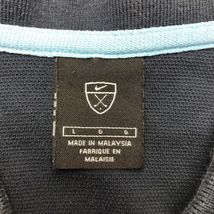 L G G
MADE IN MALAYSIA
FABRIQUE EN
MALAISIE